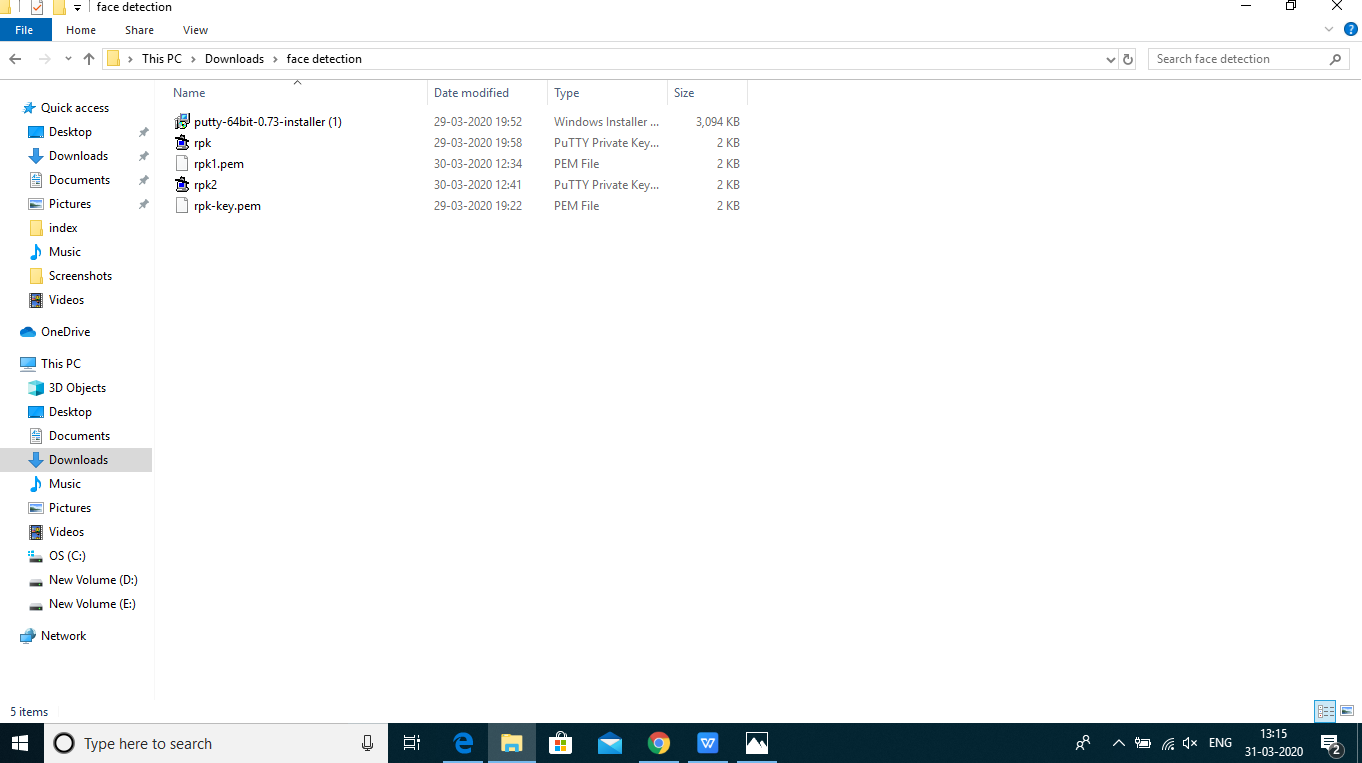 face detection
File Home Share View
This PC Downloads face detection Search face detection
Name Date modified Type Size
putty-64bit-0.73-installer (1) 29-03-2020 19:52 Windows Installer ... 3,094 KB
rpk 29-03-2020 19:58 PuTTY Private Key... 2 KB
rpk1.pem 30-03-2020 12:34 PEM File 2 KB
rpk2 30-03-2020 12:41 PuTTY Private Key... 2 KB
rpk-key.pem 29-03-2020 19:22 PEM File 2 KB
Quick access
Desktop
Downloads
Documents
Pictures
index
Music
Screenshots
Videos
OneDrive
This PC
3D Objects
Desktop
Documents
Downloads
Music
Pictures
Videos
OS (C:)
New Volume (D:)
New Volume (E:)
Network
5 items
Type here to search
ENG
13:15
31-03-2020
2